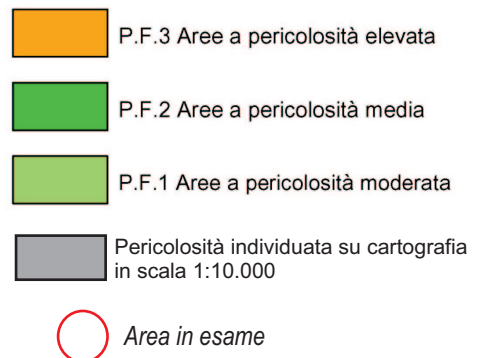 P.F.3 Aree a pericolosità elevata
P.F.2 Aree a pericolosità media
P.F.1 Aree a pericolosità moderata
Pericolosità individuata su cartografia
in scala 1:10.000
Area in esame